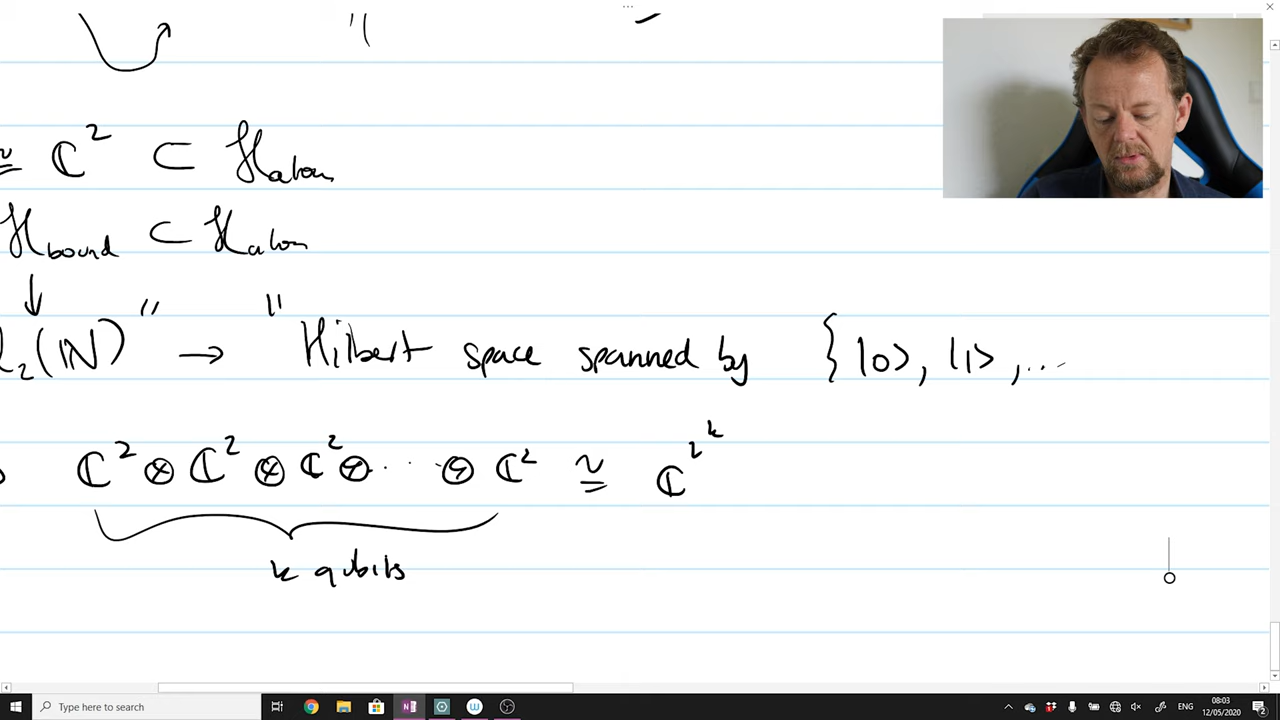 ≅ ℂ² ⊂ ℋatom
ℋbound ⊂ ℋatom
↓
ℓ₂(ℕ)" → "Hilbert space spanned by {|0>, |1>, ...
ℂ² ⊗ ℂ² ⊗ ℂ² ⊗ ... ⊗ ℂ² ≅ ℂ^2^k
k qubits
Type here to search
ENG
08:03
12/05/2020